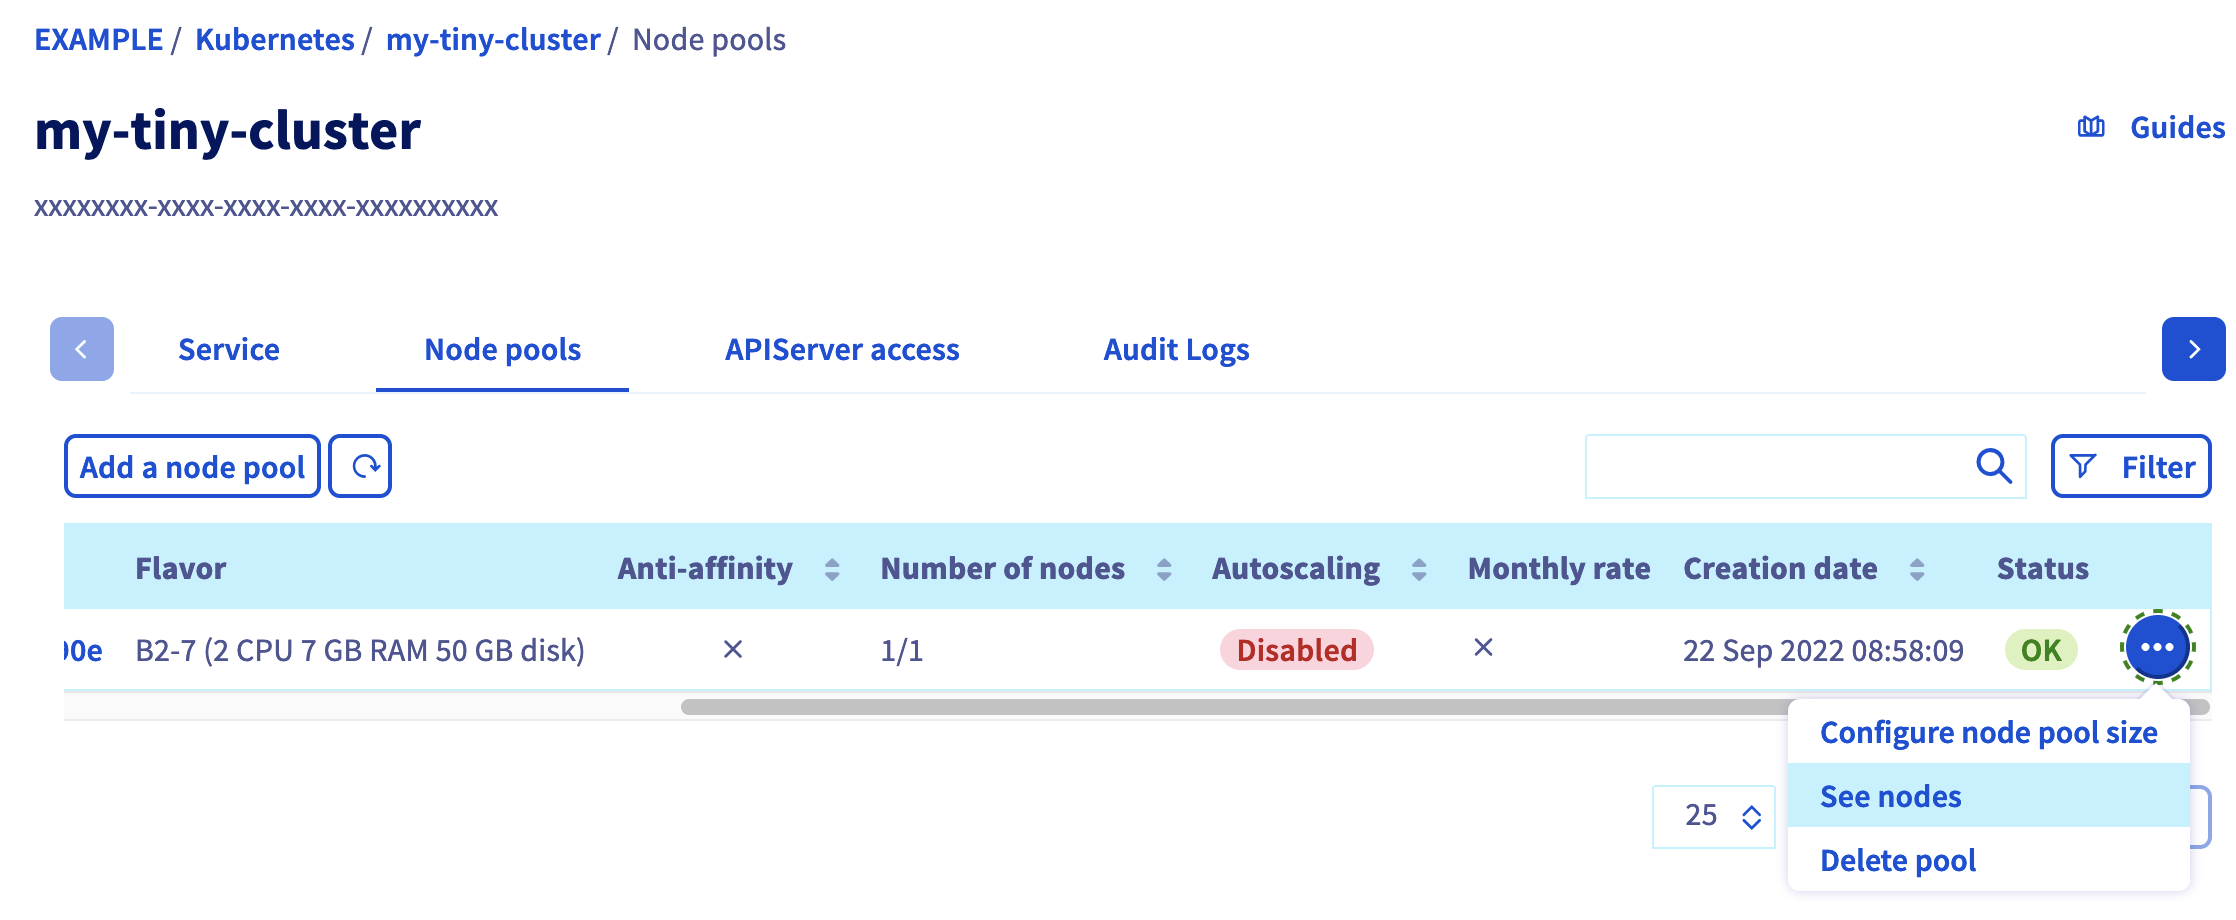 EXAMPLE / Kubernetes / my-tiny-cluster / Node pools
my-tiny-cluster
Guides
xxxxxxxx-xxxx-xxxx-xxxx-xxxxxxxxxx
Service Node pools APIServer access Audit Logs
Add a node pool Filter
Flavor Anti-affinity Number of nodes Autoscaling Monthly rate Creation date Status
00e B2-7 (2 CPU 7 GB RAM 50 GB disk) 1/1 Disabled 22 Sep 2022 08:58:09 OK
Configure node pool size
See nodes
25
Delete pool